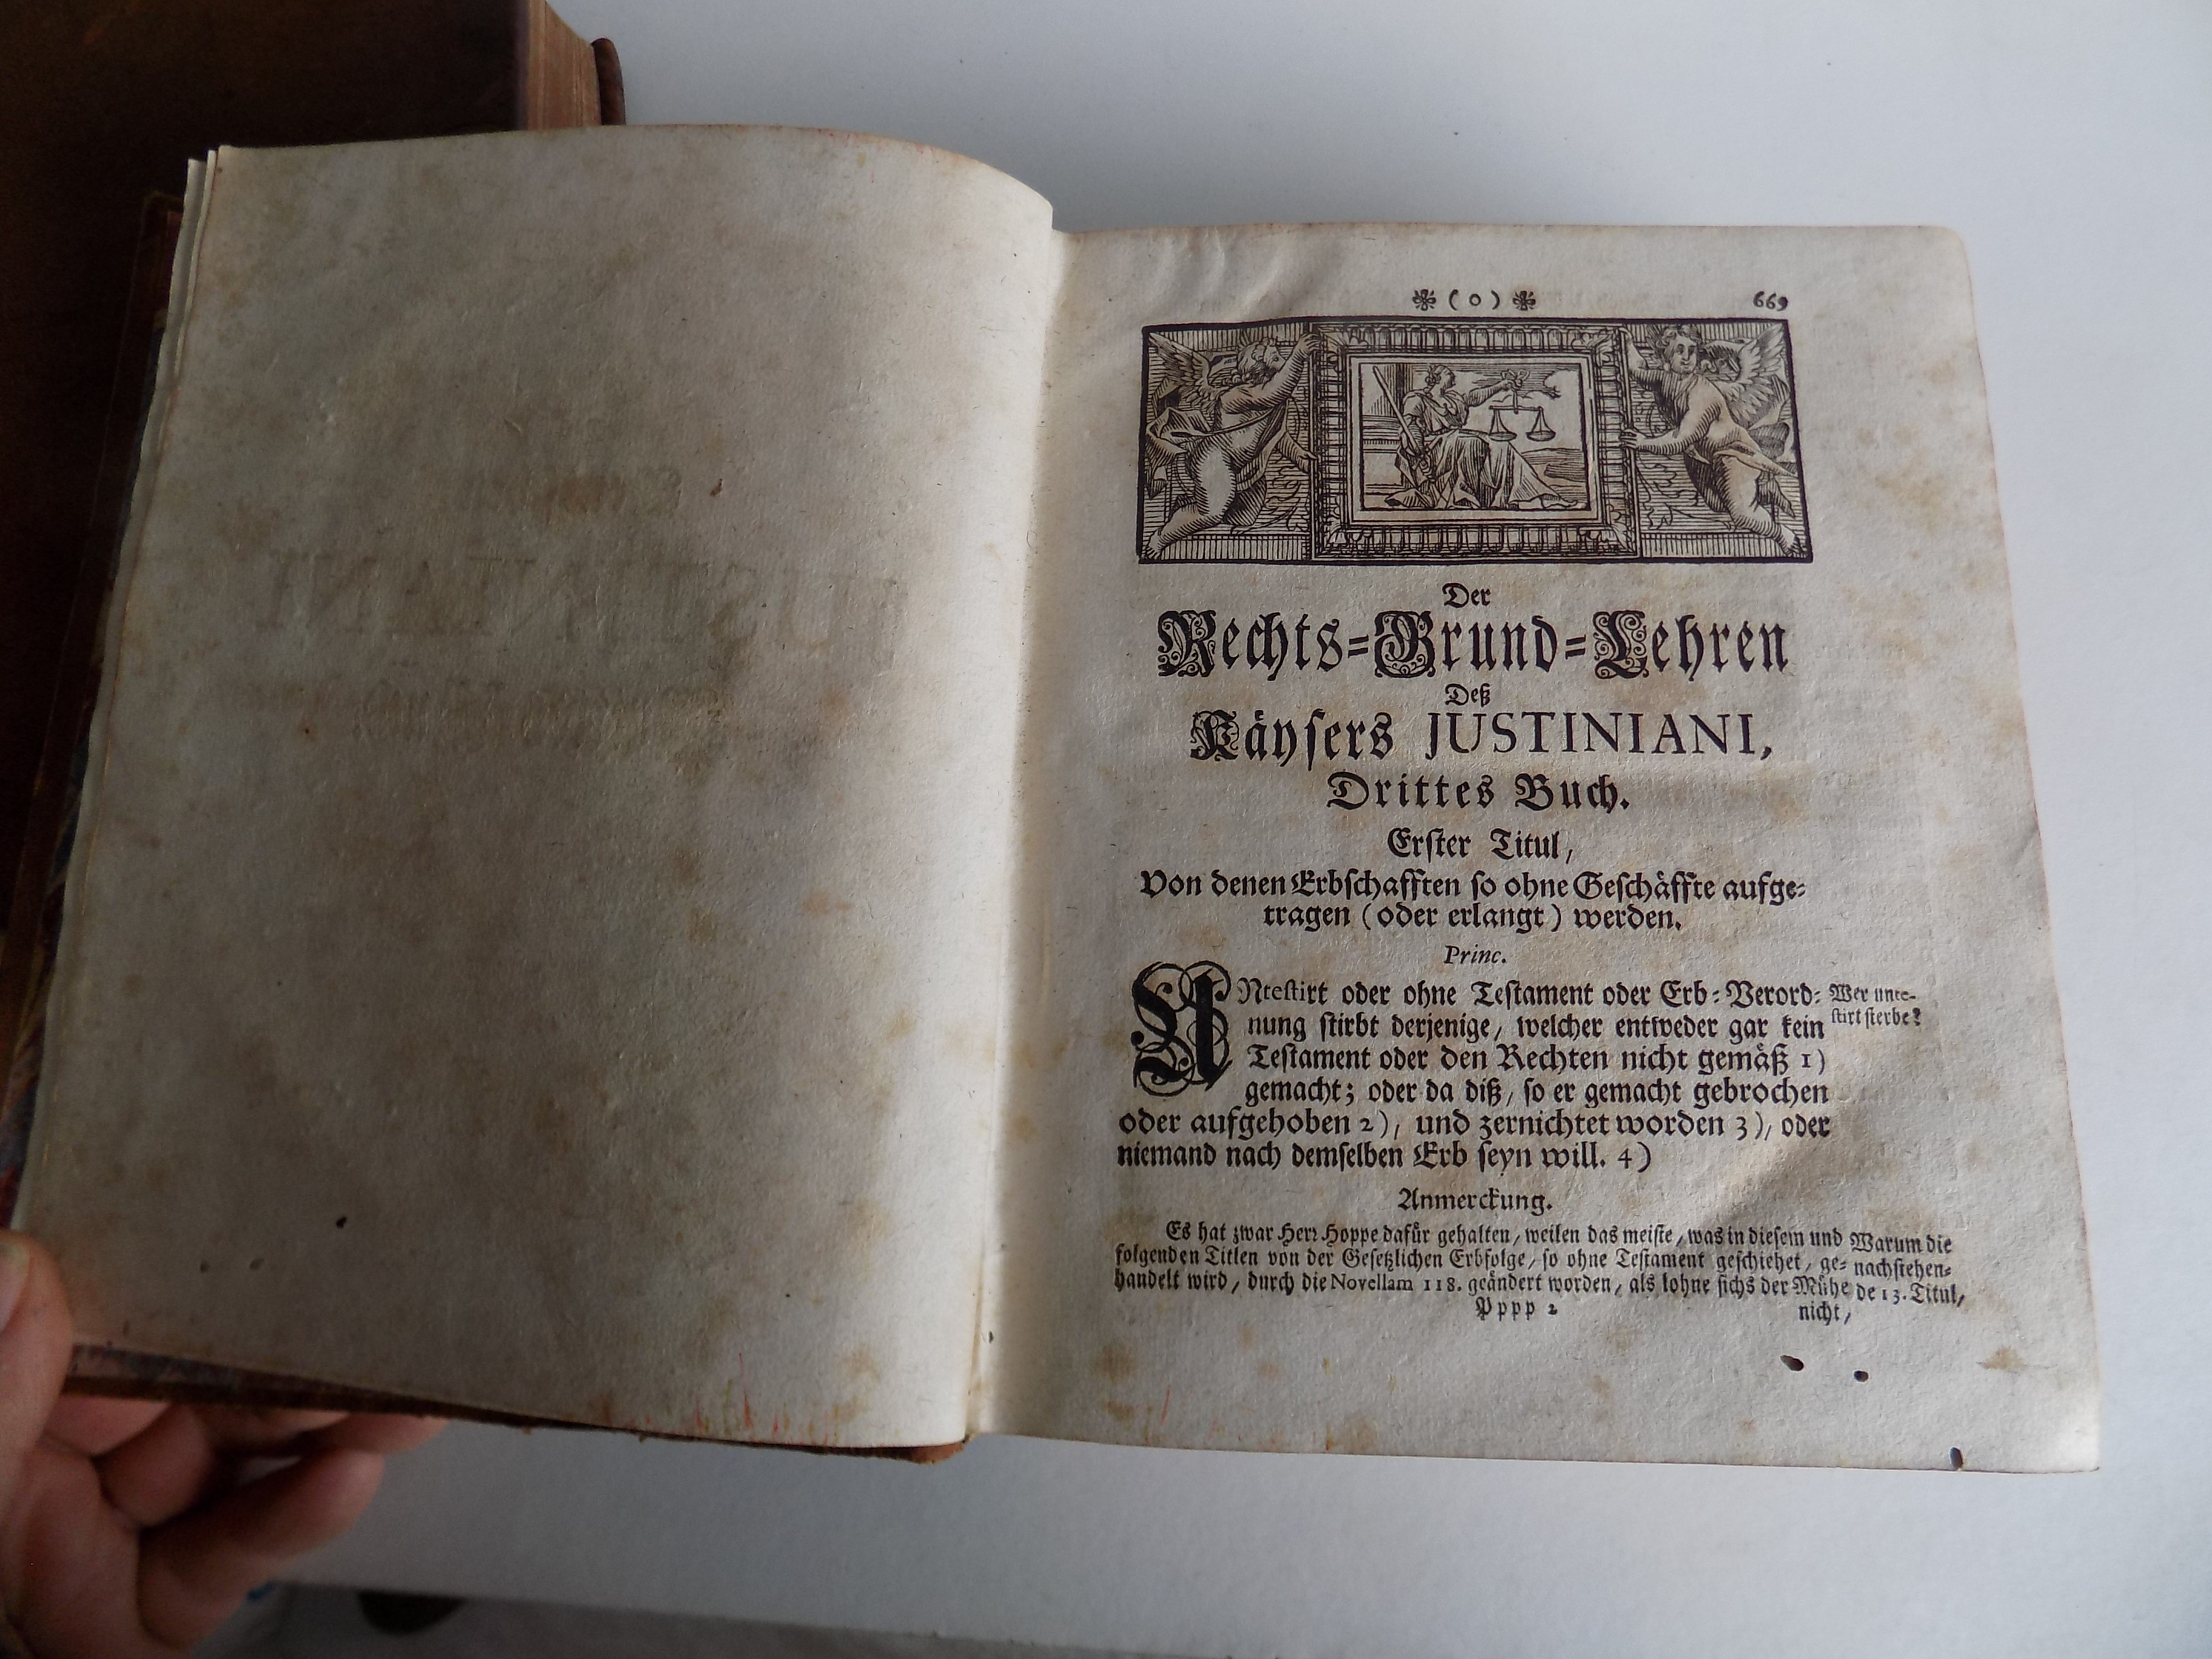 (0) 669
Der
Rechts=Grund=Lehren
Deß
Käysers JUSTINIANI,
Drittes Buch.
Erster Titul,
Von denen Erbschafften so ohne Geschäffte aufge=
tragen (oder erlangt) werden.
Princ.
UNtestirt oder ohne Testament oder Erb=Verord=
nung stirbt derjenige, welcher entweder gar kein
Testament oder den Rechten nicht gemäß 1)
gemacht; oder da diß, so er gemacht gebrochen
oder aufgehoben 2), und zernichtet worden 3), oder
niemand nach demselben Erb seyn will. 4)
Wer unte-
stirt sterbe?
Anmerckung.
Es hat zwar Herr Hoppe dafür gehalten, weilen das meiste, was in diesem und
folgenden Titlen von der Gesetzlichen Erbfolge, so ohne Testament geschiehet, ge=
handelt wird, durch die Novellam 118. geändert worden, als lohne sichs der Mühe
Warum die
nachstehen=
de 13. Titul,
Pppp 2 nicht,